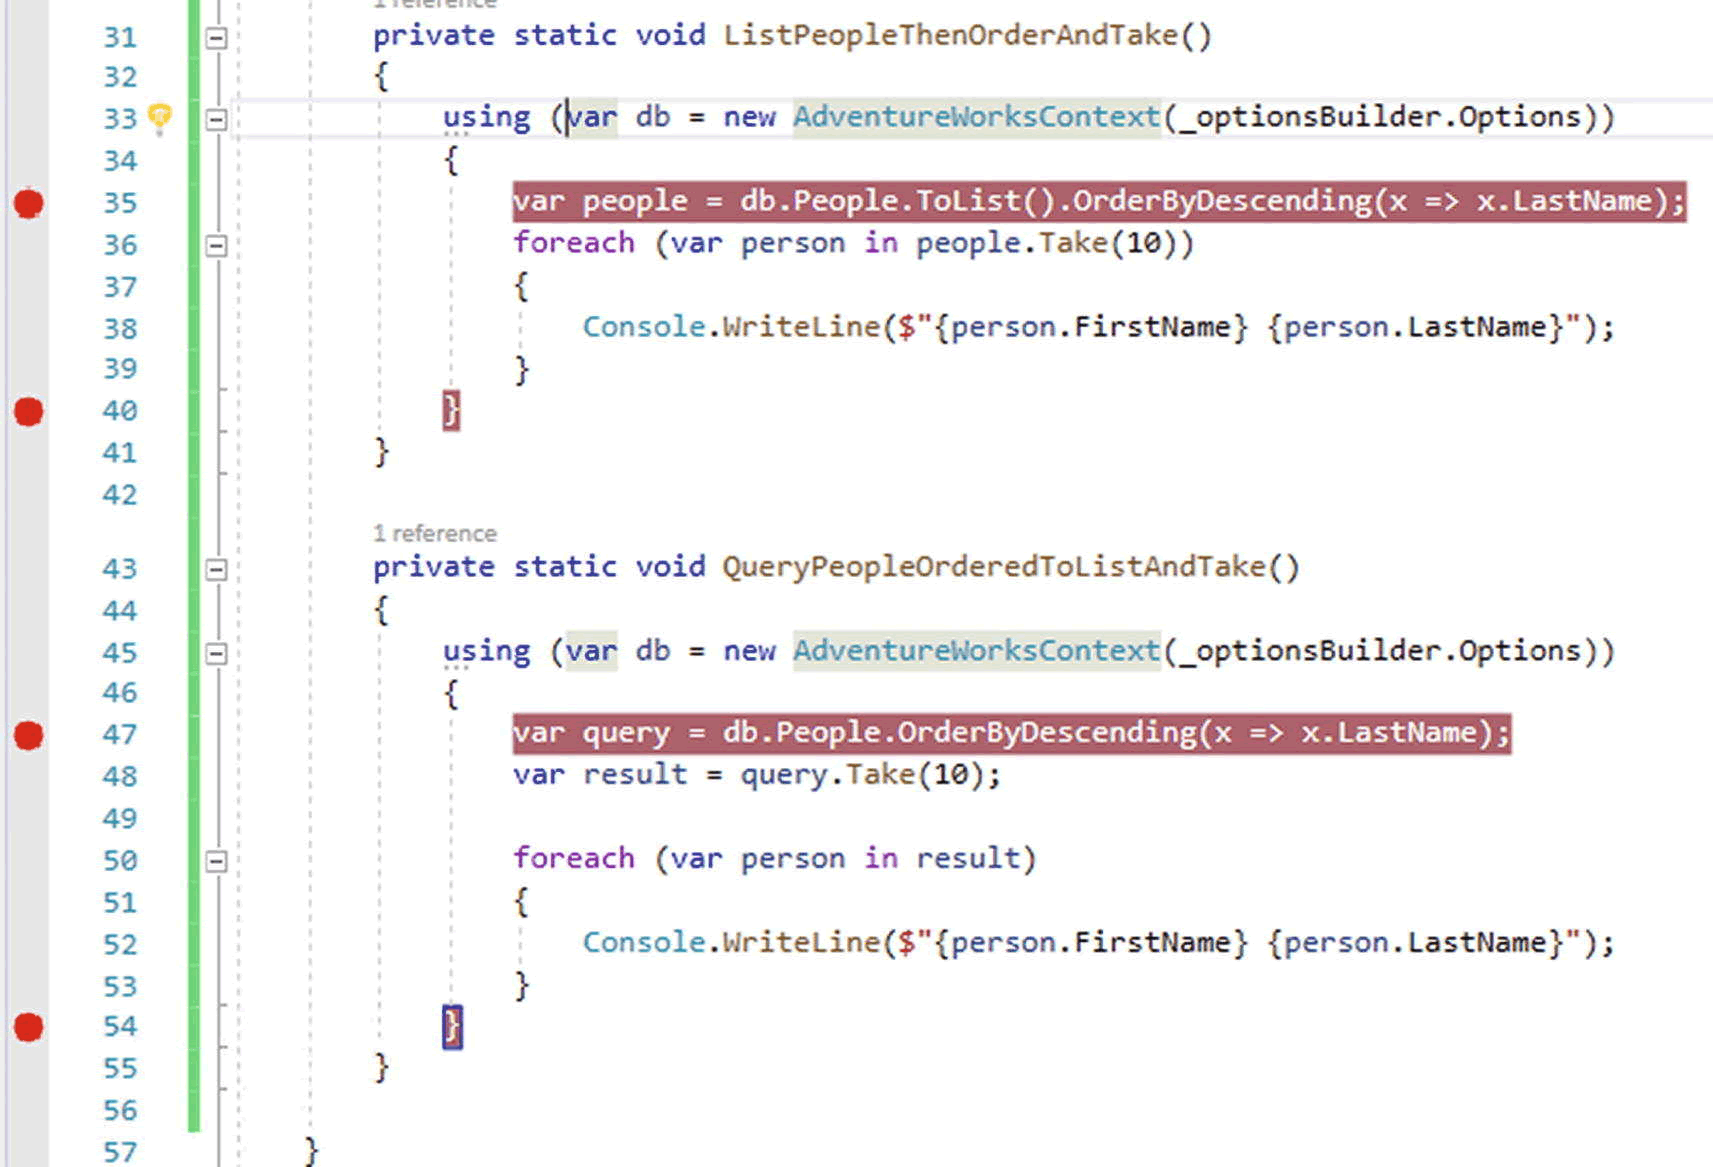 1 reference
31 private static void ListPeopleThenOrderAndTake()
32 {
33 using (var db = new AdventureWorksContext(_optionsBuilder.Options))
34 {
35 var people = db.People.ToList().OrderByDescending(x => x.LastName);
36 foreach (var person in people.Take(10))
37 {
38 Console.WriteLine($"{person.FirstName} {person.LastName}");
39 }
40 }
41 }
42
1 reference
43 private static void QueryPeopleOrderedToListAndTake()
44 {
45 using (var db = new AdventureWorksContext(_optionsBuilder.Options))
46 {
47 var query = db.People.OrderByDescending(x => x.LastName);
48 var result = query.Take(10);
49
50 foreach (var person in result)
51 {
52 Console.WriteLine($"{person.FirstName} {person.LastName}");
53 }
54 }
55 }
56
57 }